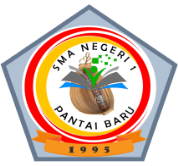 SMA NEGERI 1
PANTAI BARU
1995